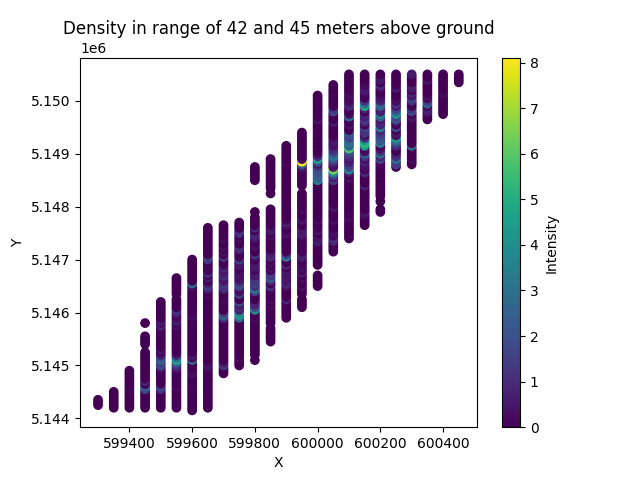 Density in range of 42 and 45 meters above ground
1e6
5.150
5.149
5.148
5.147
5.146
5.145
5.144
Y
599400 599600 599800 600000 600200 600400
X
8
7
6
5
4
3
2
1
0
Intensity